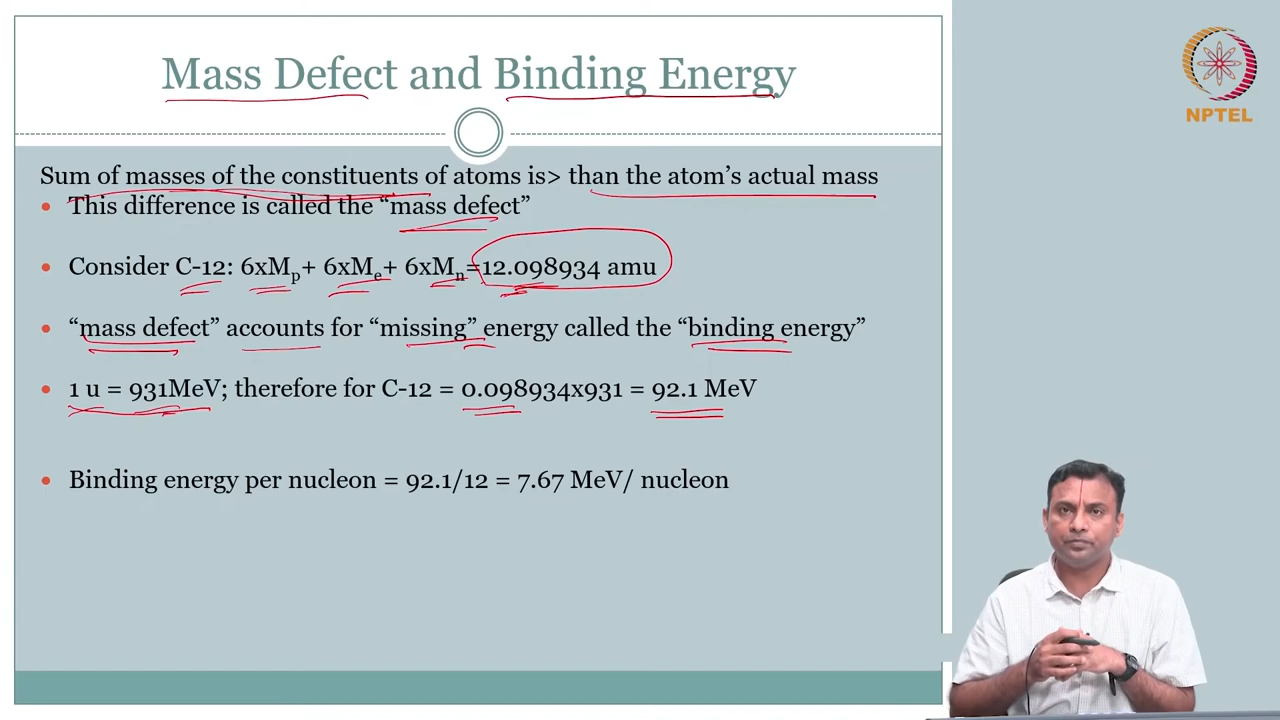 Mass Defect and Binding Energy
NPTEL
Sum of masses of the constituents of atoms is> than the atom's actual mass
• This difference is called the “mass defect”
• Consider C-12: 6xMp+ 6xMe+ 6xMn=12.098934 amu
• “mass defect” accounts for “missing” energy called the “binding energy”
• 1 u = 931MeV; therefore for C-12 = 0.098934x931 = 92.1 MeV
• Binding energy per nucleon = 92.1/12 = 7.67 MeV/ nucleon